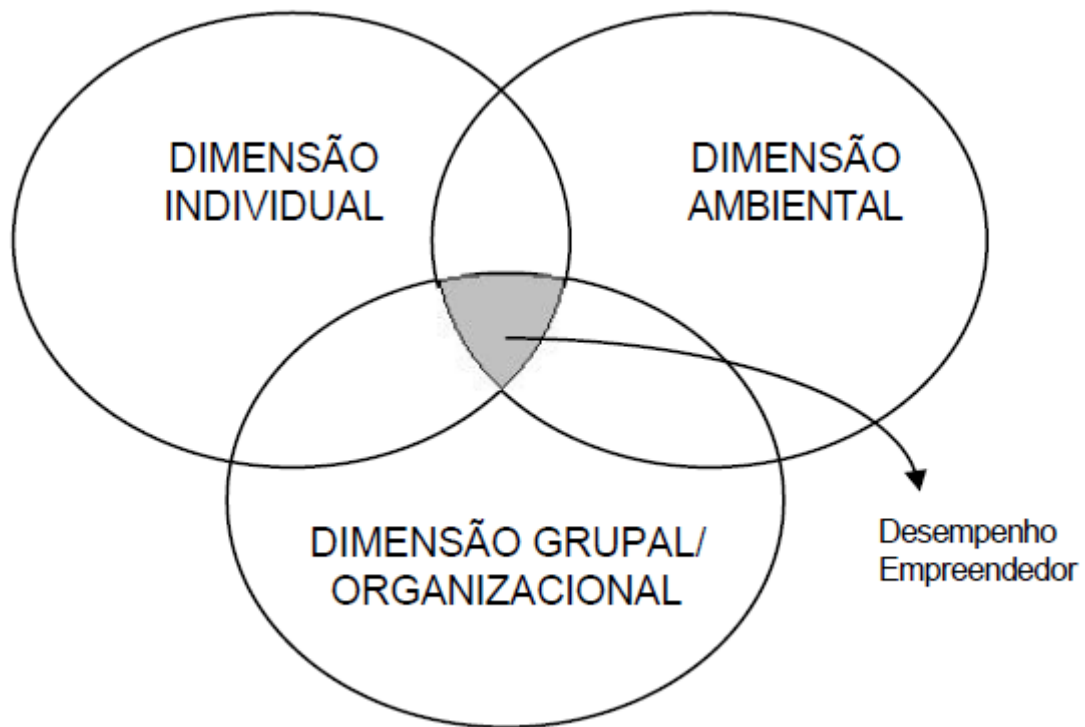 DIMENSÃO
INDIVIDUAL
DIMENSÃO
AMBIENTAL
DIMENSÃO GRUPAL/
ORGANIZACIONAL
Desempenho
Empreendedor